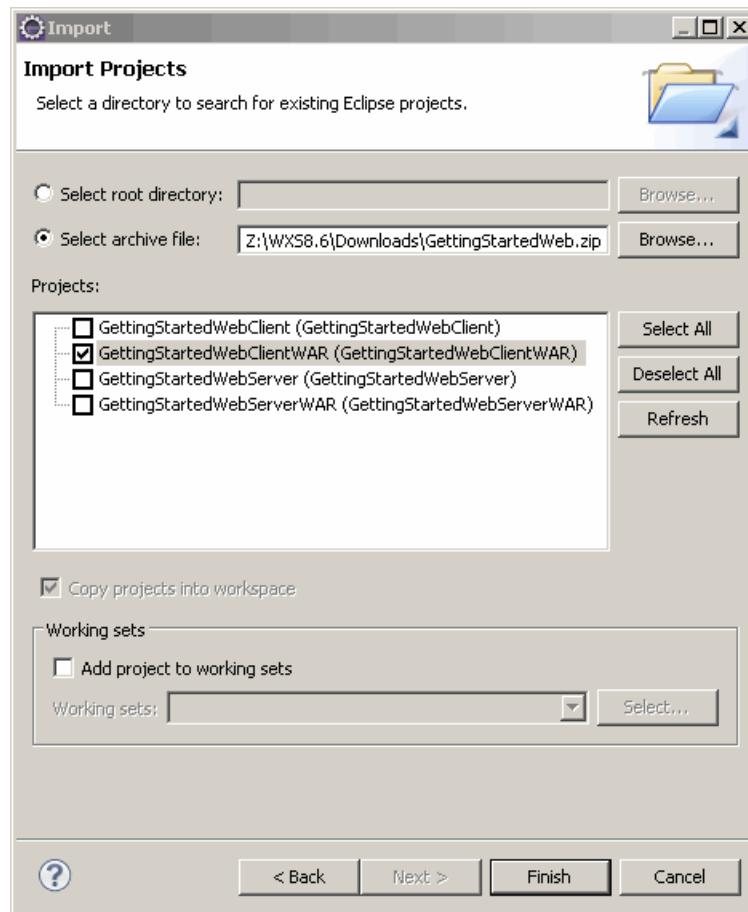 Import
Import Projects
Select a directory to search for existing Eclipse projects.
Select root directory:
Browse...
Select archive file:
Z:\WXS8.6\Downloads\GettingStartedWeb.zip
Browse...
Projects:
GettingStartedWebClient (GettingStartedWebClient)
GettingStartedWebClientWAR (GettingStartedWebClientWAR)
GettingStartedWebServer (GettingStartedWebServer)
GettingStartedWebServerWAR (GettingStartedWebServerWAR)
Select All
Deselect All
Refresh
Copy projects into workspace
Working sets
Add project to working sets
Working sets:
Select...
?
< Back
Next >
Finish
Cancel